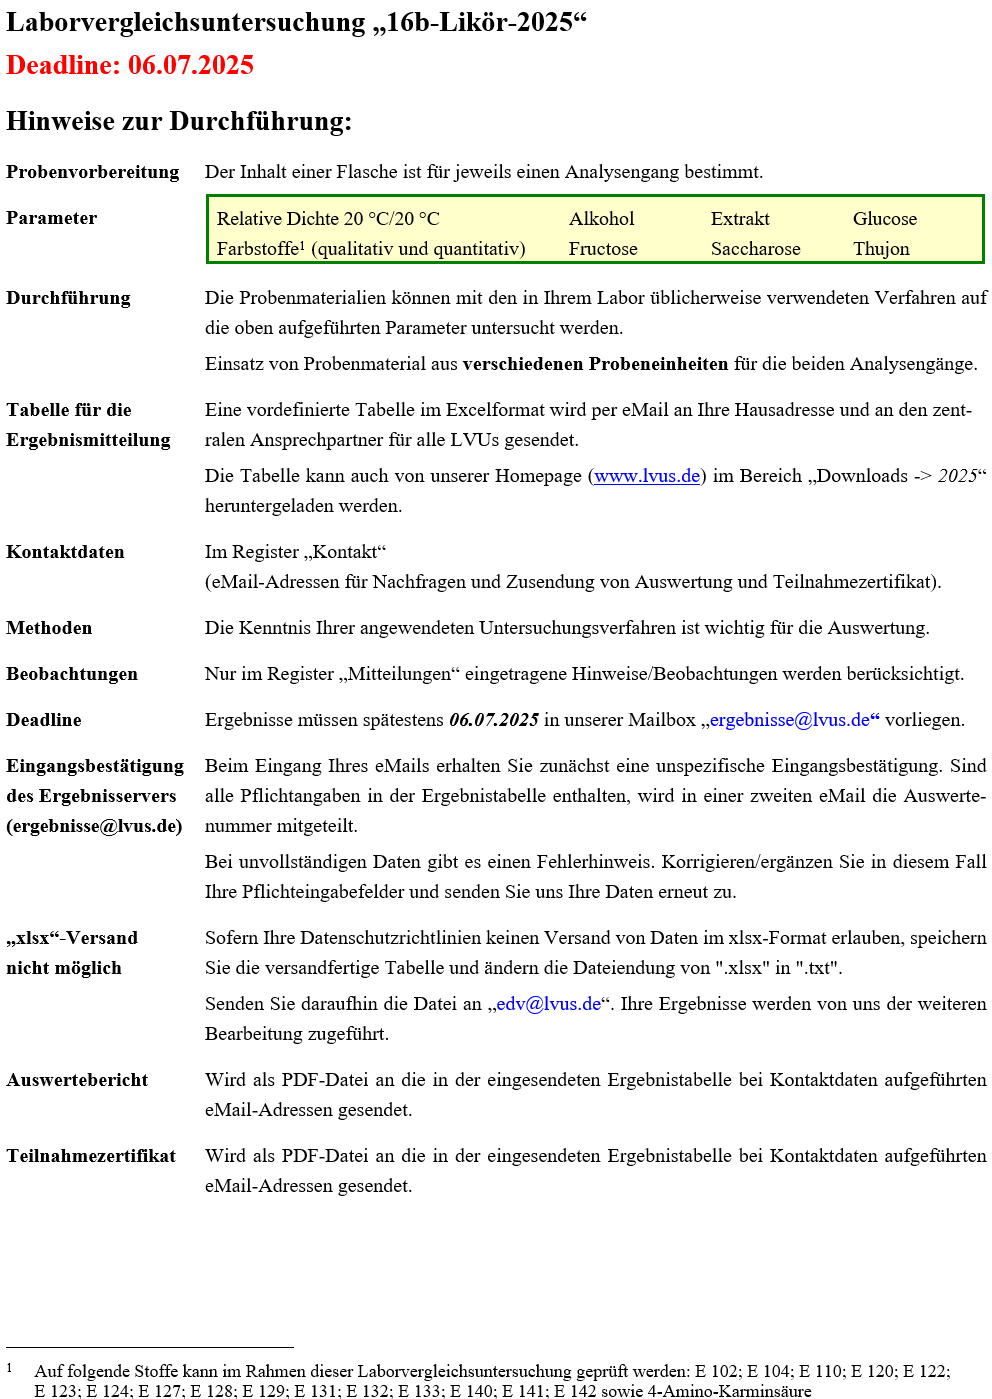 Laborvergleichsuntersuchung „16b-Likör-2025“
Deadline: 06.07.2025
Hinweise zur Durchführung:
Probenvorbereitung Der Inhalt einer Flasche ist für jeweils einen Analysengang bestimmt.
Parameter Relative Dichte 20 °C/20 °C Alkohol Extrakt Glucose
Farbstoffe¹ (qualitativ und quantitativ) Fructose Saccharose Thujon
Durchführung Die Probenmaterialien können mit den in Ihrem Labor üblicherweise verwendeten Verfahren auf
die oben aufgeführten Parameter untersucht werden.
Einsatz von Probenmaterial aus verschiedenen Probeneinheiten für die beiden Analysengänge.
Tabelle für die Eine vordefinierte Tabelle im Excelformat wird per eMail an Ihre Hausadresse und an den zent-
Ergebnismitteilung ralen Ansprechpartner für alle LVUs gesendet.
Die Tabelle kann auch von unserer Homepage (www.lvus.de) im Bereich „Downloads -> 2025“
heruntergeladen werden.
Kontaktdaten Im Register „Kontakt“
(eMail-Adressen für Nachfragen und Zusendung von Auswertung und Teilnahmezertifikat).
Methoden Die Kenntnis Ihrer angewendeten Untersuchungsverfahren ist wichtig für die Auswertung.
Beobachtungen Nur im Register „Mitteilungen“ eingetragene Hinweise/Beobachtungen werden berücksichtigt.
Deadline Ergebnisse müssen spätestens 06.07.2025 in unserer Mailbox „ergebnisse@lvus.de“ vorliegen.
Eingangsbestätigung Beim Eingang Ihres eMails erhalten Sie zunächst eine unspezifische Eingangsbestätigung. Sind
des Ergebnisservers alle Pflichtangaben in der Ergebnistabelle enthalten, wird in einer zweiten eMail die Auswerte-
(ergebnisse@lvus.de) nummer mitgeteilt.
Bei unvollständigen Daten gibt es einen Fehlerhinweis. Korrigieren/ergänzen Sie in diesem Fall
Ihre Pflichteingabefelder und senden Sie uns Ihre Daten erneut zu.
„xlsx“-Versand Sofern Ihre Datenschutzrichtlinien keinen Versand von Daten im xlsx-Format erlauben, speichern
nicht möglich Sie die versandfertige Tabelle und ändern die Dateiendung von ".xlsx" in ".txt".
Senden Sie daraufhin die Datei an „edv@lvus.de“. Ihre Ergebnisse werden von uns der weiteren
Bearbeitung zugeführt.
Auswertebericht Wird als PDF-Datei an die in der eingesendeten Ergebnistabelle bei Kontaktdaten aufgeführten
eMail-Adressen gesendet.
Teilnahmezertifikat Wird als PDF-Datei an die in der eingesendeten Ergebnistabelle bei Kontaktdaten aufgeführten
eMail-Adressen gesendet.
1 Auf folgende Stoffe kann im Rahmen dieser Laborvergleichsuntersuchung geprüft werden: E 102; E 104; E 110; E 120; E 122;
E 123; E 124; E 127; E 128; E 129; E 131; E 132; E 133; E 140; E 141; E 142 sowie 4-Amino-Karminsäure